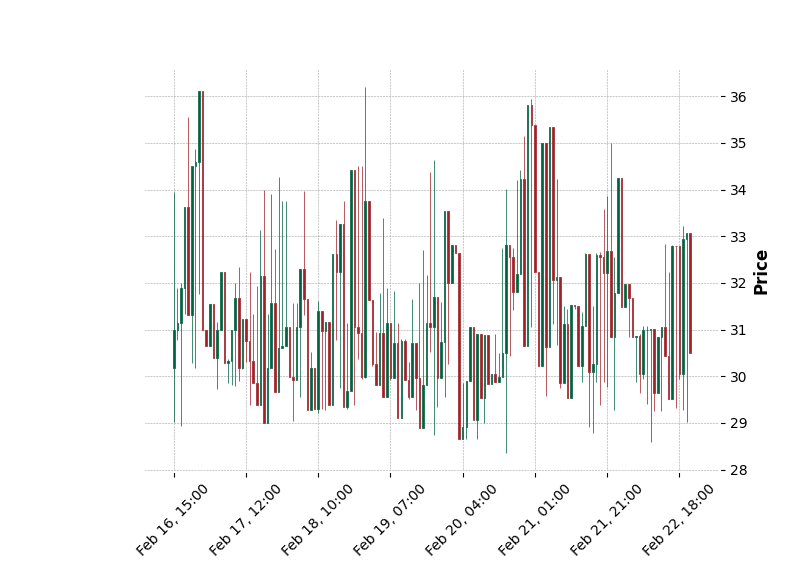 36
35
34
33
32
31
30
29
28
Price
Feb 16, 15:00
Feb 17, 12:00
Feb 18, 10:00
Feb 19, 07:00
Feb 20, 04:00
Feb 21, 01:00
Feb 21, 21:00
Feb 22, 18:00